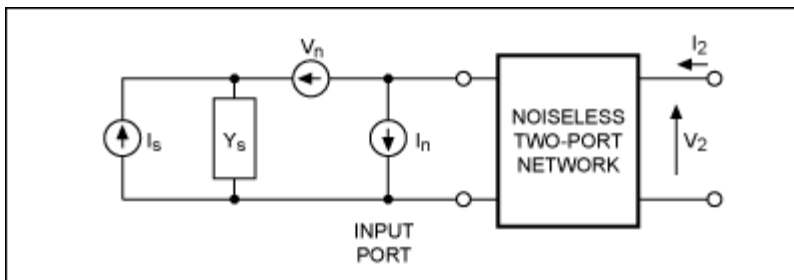 Vn
I2
Is
Ys
In
NOISELESS
TWO-PORT
NETWORK
V2
INPUT
PORT